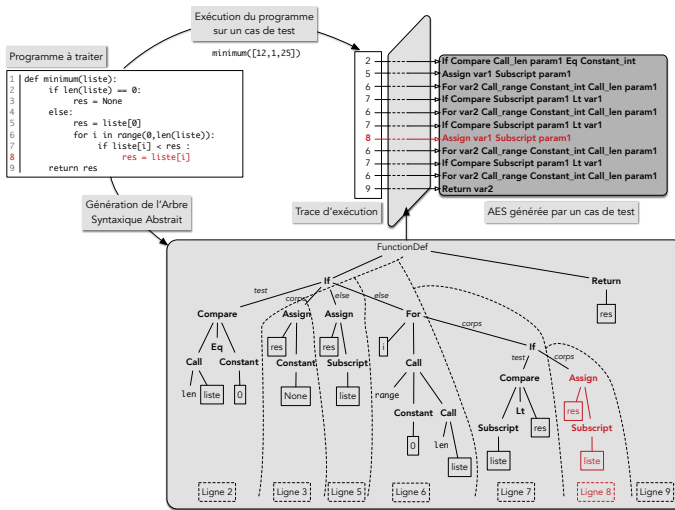 Exécution du programme
sur un cas de test
minimum([12,1,25])
Programme à traiter
1 def minimum(liste):
2 if len(liste) == 0:
3 res = None
4 else:
5 res = liste[0]
6 for i in range(0,len(liste)):
7 if liste[i] < res :
8 res = liste[i]
9 return res
2 If Compare Call_len param1 Eq Constant_int
5 Assign var1 Subscript param1
6 For var2 Call_range Constant_int Call_len param1
7 If Compare Subscript param1 Lt var1
6 For var2 Call_range Constant_int Call_len param1
7 If Compare Subscript param1 Lt var1
8 Assign var1 Subscript param1
6 For var2 Call_range Constant_int Call_len param1
7 If Compare Subscript param1 Lt var1
6 For var2 Call_range Constant_int Call_len param1
9 Return var2
Génération de l'Arbre
Syntaxique Abstrait
Trace d'exécution
AES générée par un cas de test
FunctionDef
If
Return
test
corps
else
else
res
Compare
Assign
Assign
For
corps
Eq
res
res
i
If
Call
Constant
Constant
Subscript
Call
test
corps
len
liste
0
None
liste
range
Compare
Assign
Constant
Call
Lt
res
res
0
len
Subscript
Subscript
liste
liste
liste
Ligne 2
Ligne 3
Ligne 5
Ligne 6
Ligne 7
Ligne 8
Ligne 9